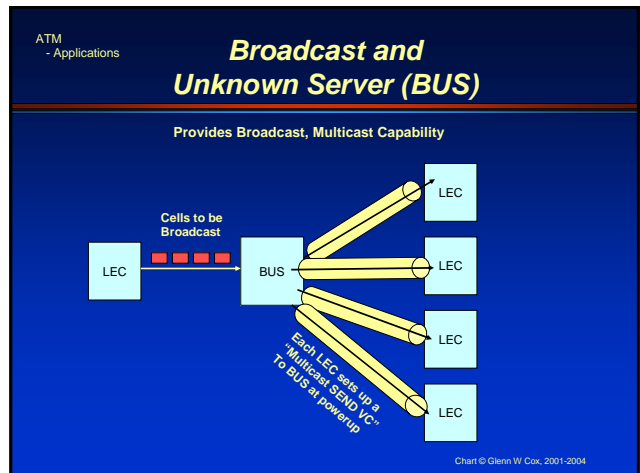 ATM
- Applications
Broadcast and
Unknown Server (BUS)
Provides Broadcast, Multicast Capability
Cells to be
Broadcast
LEC
BUS
LEC
LEC
LEC
LEC
Each LEC sets up a
“Multicast SEND VC”
To BUS at powerup
Chart © Glenn W Cox, 2001-2004